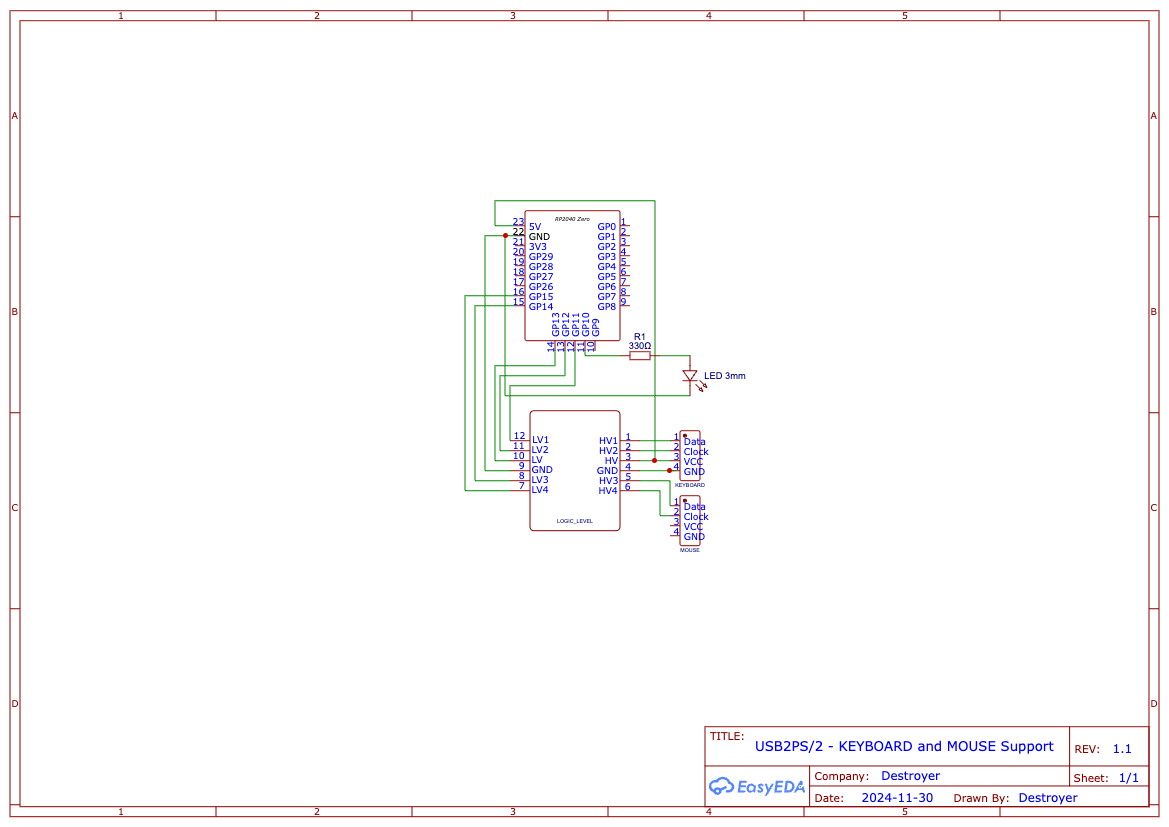 1 2 3 4 5
A A
B B
C C
D D
RP2040 Zero
23 5V GP0 1
22 GND GP1 2
21 3V3 GP2 3
20 GP29 GP3 4
19 GP28 GP4 5
18 GP27 GP5 6
17 GP26 GP6 7
16 GP15 GP7 8
15 GP14 GP8 9
GP13 GP12 GP11 GP10 GP9
14 13 12 11 10
R1
330Ω
LED 3mm
12 LV1 HV1 1
11 LV2 HV2 2
10 LV HV 3
9 GND GND 4
8 LV3 HV3 5
7 LV4 HV4 6
LOGIC_LEVEL
1 Data
2 Clock
3 VCC
4 GND
KEYBOARD
1 Data
2 Clock
3 VCC
4 GND
MOUSE
TITLE:
USB2PS/2 - KEYBOARD and MOUSE Support
REV: 1.1
EasyEDA
Company: Destroyer
Sheet: 1/1
Date: 2024-11-30 Drawn By: Destroyer
1 2 3 4 5